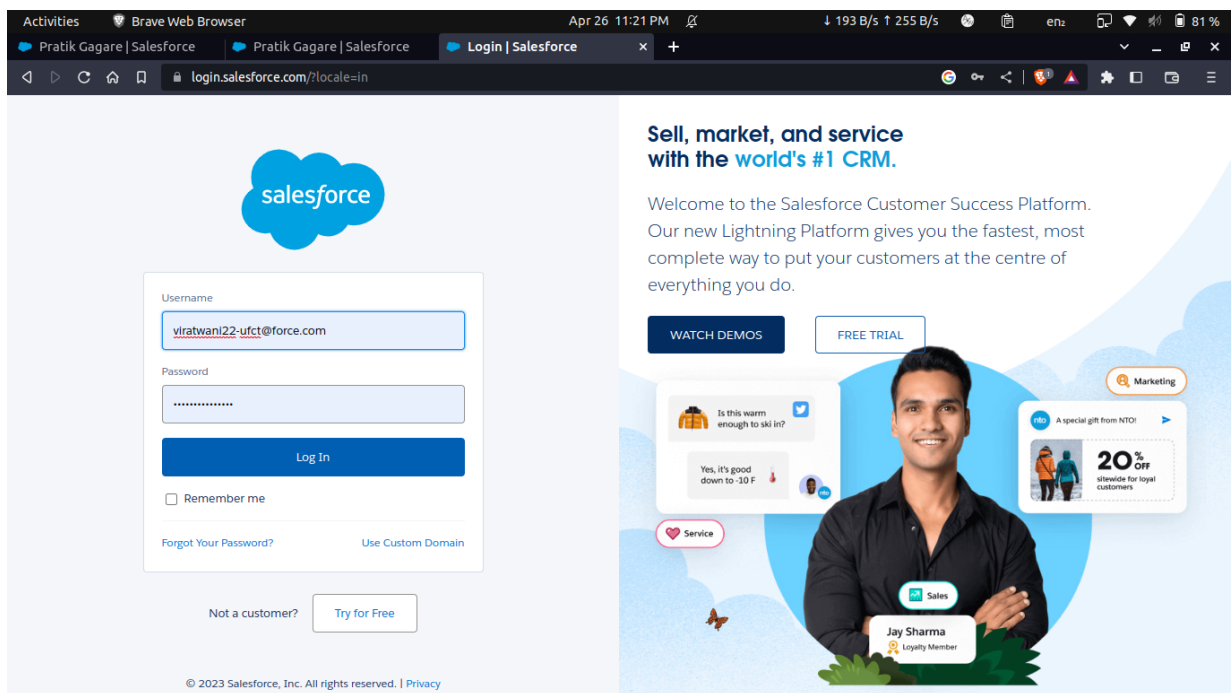 Activities Brave Web Browser Apr 26 11:21 PM ↓ 193 B/s ↑ 255 B/s en₂ 81 %
Pratik Gagare | Salesforce Pratik Gagare | Salesforce Login | Salesforce × +
login.salesforce.com/?locale=in
salesforce
Username
viratwani22-ufct@force.com
Password
•••••••••••••••
Log In
Remember me
Forgot Your Password? Use Custom Domain
Not a customer? Try for Free
© 2023 Salesforce, Inc. All rights reserved. | Privacy
Sell, market, and service
with the world's #1 CRM.
Welcome to the Salesforce Customer Success Platform.
Our new Lightning Platform gives you the fastest, most
complete way to put your customers at the centre of
everything you do.
WATCH DEMOS FREE TRIAL
Marketing
Is this warm
enough to ski in?
Yes, it's good
down to -10 F
nto
Service
nto A special gift from NTO!
20% OFF
sitewide for loyal
customers
Sales
Jay Sharma
Loyalty Member